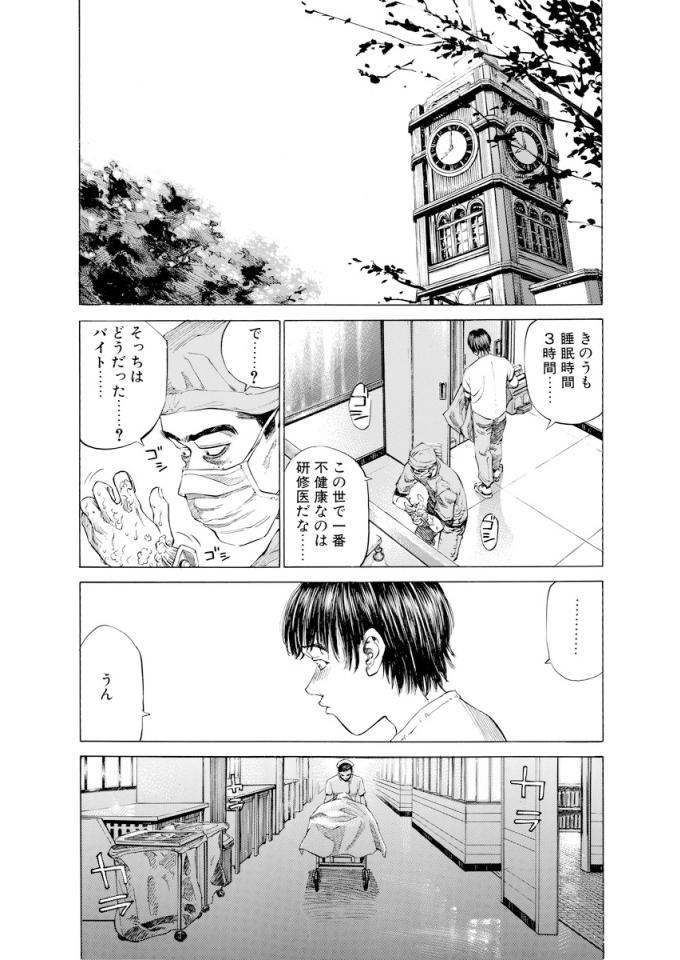 きのうも
睡眠時間
３時間……
この世で一番
不健康なのは
研修医だな……
ゴシ
ゴシ
で……？
そっちは
どうだった……？
バイト
ゴシ
ゴシ
………
うん
ガラ
ガラ